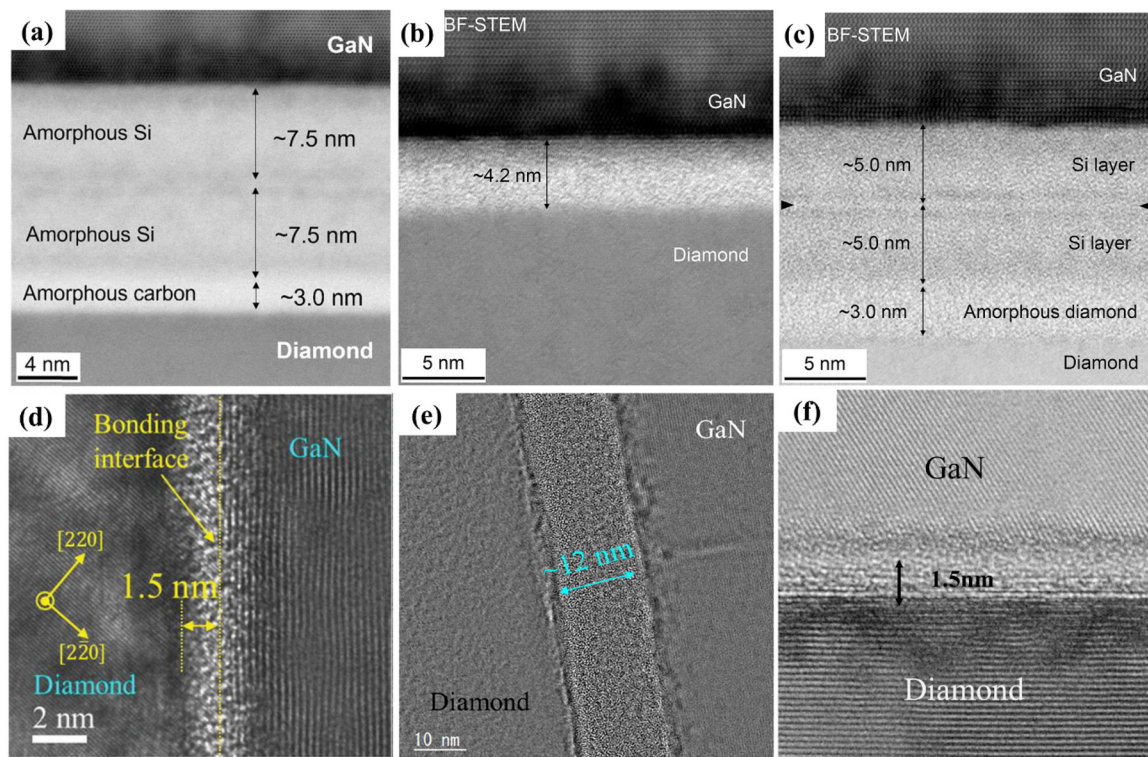 (a)
GaN
Amorphous Si
~7.5 nm
Amorphous Si
~7.5 nm
Amorphous carbon
~3.0 nm
Diamond
4 nm
(b)
BF-STEM
GaN
~4.2 nm
Diamond
5 nm
(c)
BF-STEM
GaN
~5.0 nm
Si layer
~5.0 nm
Si layer
~3.0 nm
Amorphous diamond
Diamond
5 nm
(d)
Bonding
interface
GaN
[220]
1.5 nm
[2̄20]
Diamond
2 nm
(e)
GaN
~12 nm
Diamond
10 nm
(f)
GaN
1.5nm
Diamond